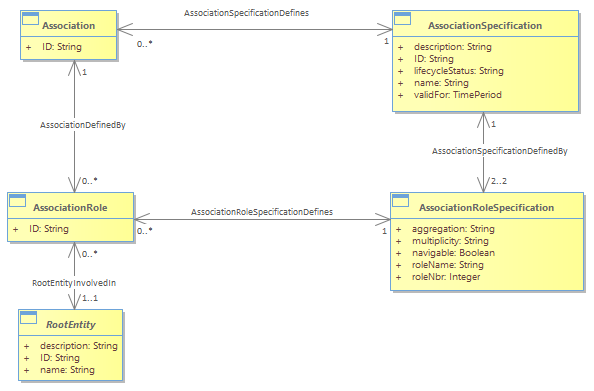 AssociationSpecificationDefines
Association
+ ID: String
0..*
1
AssociationSpecification
+ description: String
+ ID: String
+ lifecycleStatus: String
+ name: String
+ validFor: TimePeriod
1
AssociationDefinedBy
0..*
1
AssociationSpecificationDefinedBy
2..2
AssociationRole
+ ID: String
AssociationRoleSpecificationDefines
0..*
1
AssociationRoleSpecification
+ aggregation: String
+ multiplicity: String
+ navigable: Boolean
+ roleName: String
+ roleNbr: Integer
0..*
RootEntityInvolvedIn
1..1
RootEntity
+ description: String
+ ID: String
+ name: String